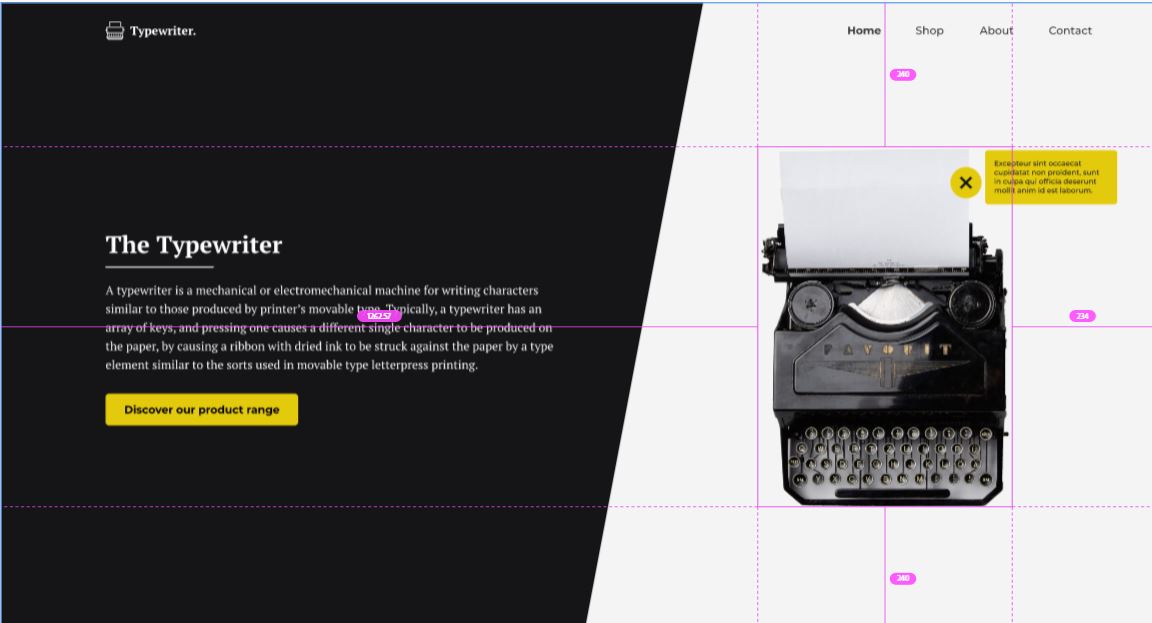 Typewriter.
Home Shop About Contact
240
Excepteur sint occaecat
cupidatat non proident, sunt
in culpa qui officia deserunt
mollit anim id est laborum.
The Typewriter
A typewriter is a mechanical or electromechanical machine for writing characters
similar to those produced by printer's movable type. Typically, a typewriter has an
1262.57
234
array of keys, and pressing one causes a different single character to be produced on
the paper, by causing a ribbon with dried ink to be struck against the paper by a type
element similar to the sorts used in movable type letterpress printing.
FAVORIT
Discover our product range
240